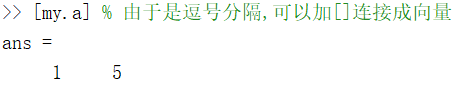 >> [my.a] % 由于是逗号分隔,可以加[]连接成向量
ans =
1 5